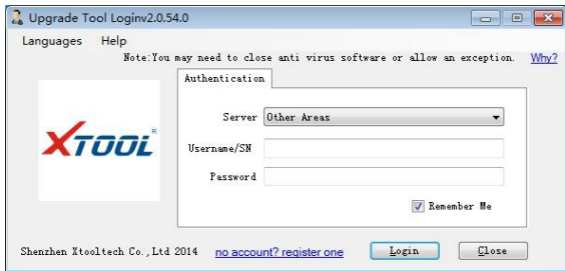 Upgrade Tool Loginv2.0.54.0
Languages Help
Note:You may need to close anti virus software or allow an exception. Why?
Authentication
Server Other Areas
XTOOL®
Username/SN
Password
Remember Me
Shenzhen Xtooltech Co.,Ltd 2014 no account? register one Login Close